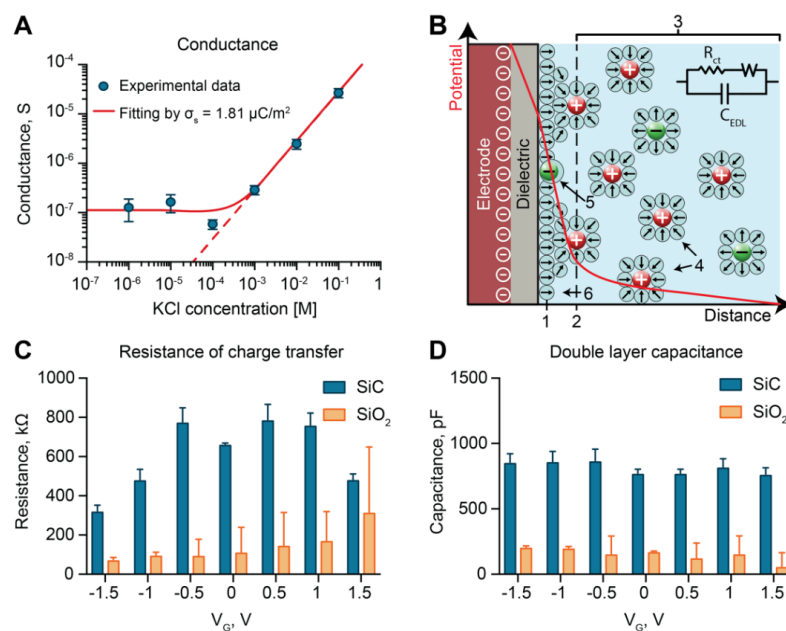 A
Conductance
Conductance, S
10⁻⁴
10⁻⁵
10⁻⁶
10⁻⁷
10⁻⁸
Experimental data
Fitting by σₛ = 1.81 µC/m²
10⁻⁷ 10⁻⁶ 10⁻⁵ 10⁻⁴ 10⁻³ 10⁻² 10⁻¹ 1
KCl concentration [M]
B
Potential
Electrode
Dielectric
3
R_ct
W
C_EDL
5
4
6
1 2
Distance
C
Resistance of charge transfer
Resistance, kΩ
1000
800
600
400
200
0
SiC
SiO₂
-1.5 -1 -0.5 0 0.5 1 1.5
V_G, V
D
Double layer capacitance
Capacitance, pF
1500
1000
500
0
SiC
SiO₂
-1.5 -1 -0.5 0 0.5 1 1.5
V_G, V